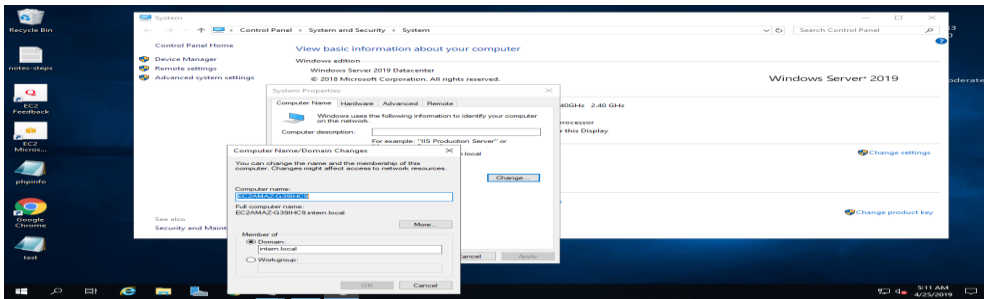 Recycle Bin
notes-steps
EC2
Feedback
EC2
Micros...
phpinfo
Google
Chrome
test
System
Control Panel > System and Security > System
Search Control Panel
Control Panel Home
Device Manager
Remote settings
Advanced system settings
See also
Security and Maint
View basic information about your computer
Windows edition
Windows Server 2019 Datacenter
© 2018 Microsoft Corporation. All rights reserved.
Windows Server® 2019
40GHz 2.40 GHz
rocessor
r this Display
n.local
Change settings
Change product key
oderate
System Properties
Computer Name Hardware Advanced Remote
Windows uses the following information to identify your computer
on the network.
Computer description:
For example: "IIS Production Server" or
Change...
ancel Apply
Computer Name/Domain Changes
You can change the name and the membership of this
computer. Changes might affect access to network resources.
Computer name:
EC2AMAZ-G39IHC9
Full computer name:
EC2AMAZ-G39IHC9.intern.local
More...
Member of
Domain:
intern.local
Workgroup:
OK Cancel
5:11 AM
4/25/2019